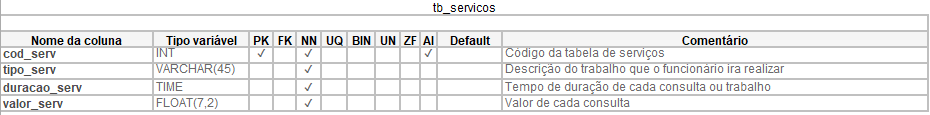 tb_servicos
Nome da coluna Tipo variável PK FK NN UQ BIN UN ZF AI Default Comentário
cod_serv INT ✓ ✓ ✓ Código da tabela de serviços
tipo_serv VARCHAR(45) ✓ Descrição do trabalho que o funcionário ira realizar
duracao_serv TIME ✓ Tempo de duração de cada consulta ou trabalho
valor_serv FLOAT(7,2) ✓ Valor de cada consulta